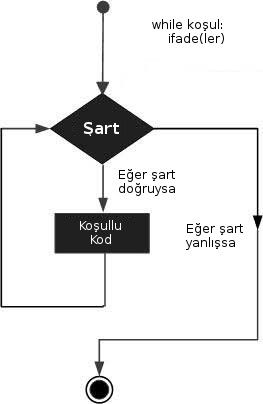 while koşul:
ifade(ler)
Şart
Eğer şart
doğruysa
Koşullu
Kod
Eğer şart
yanlışsa